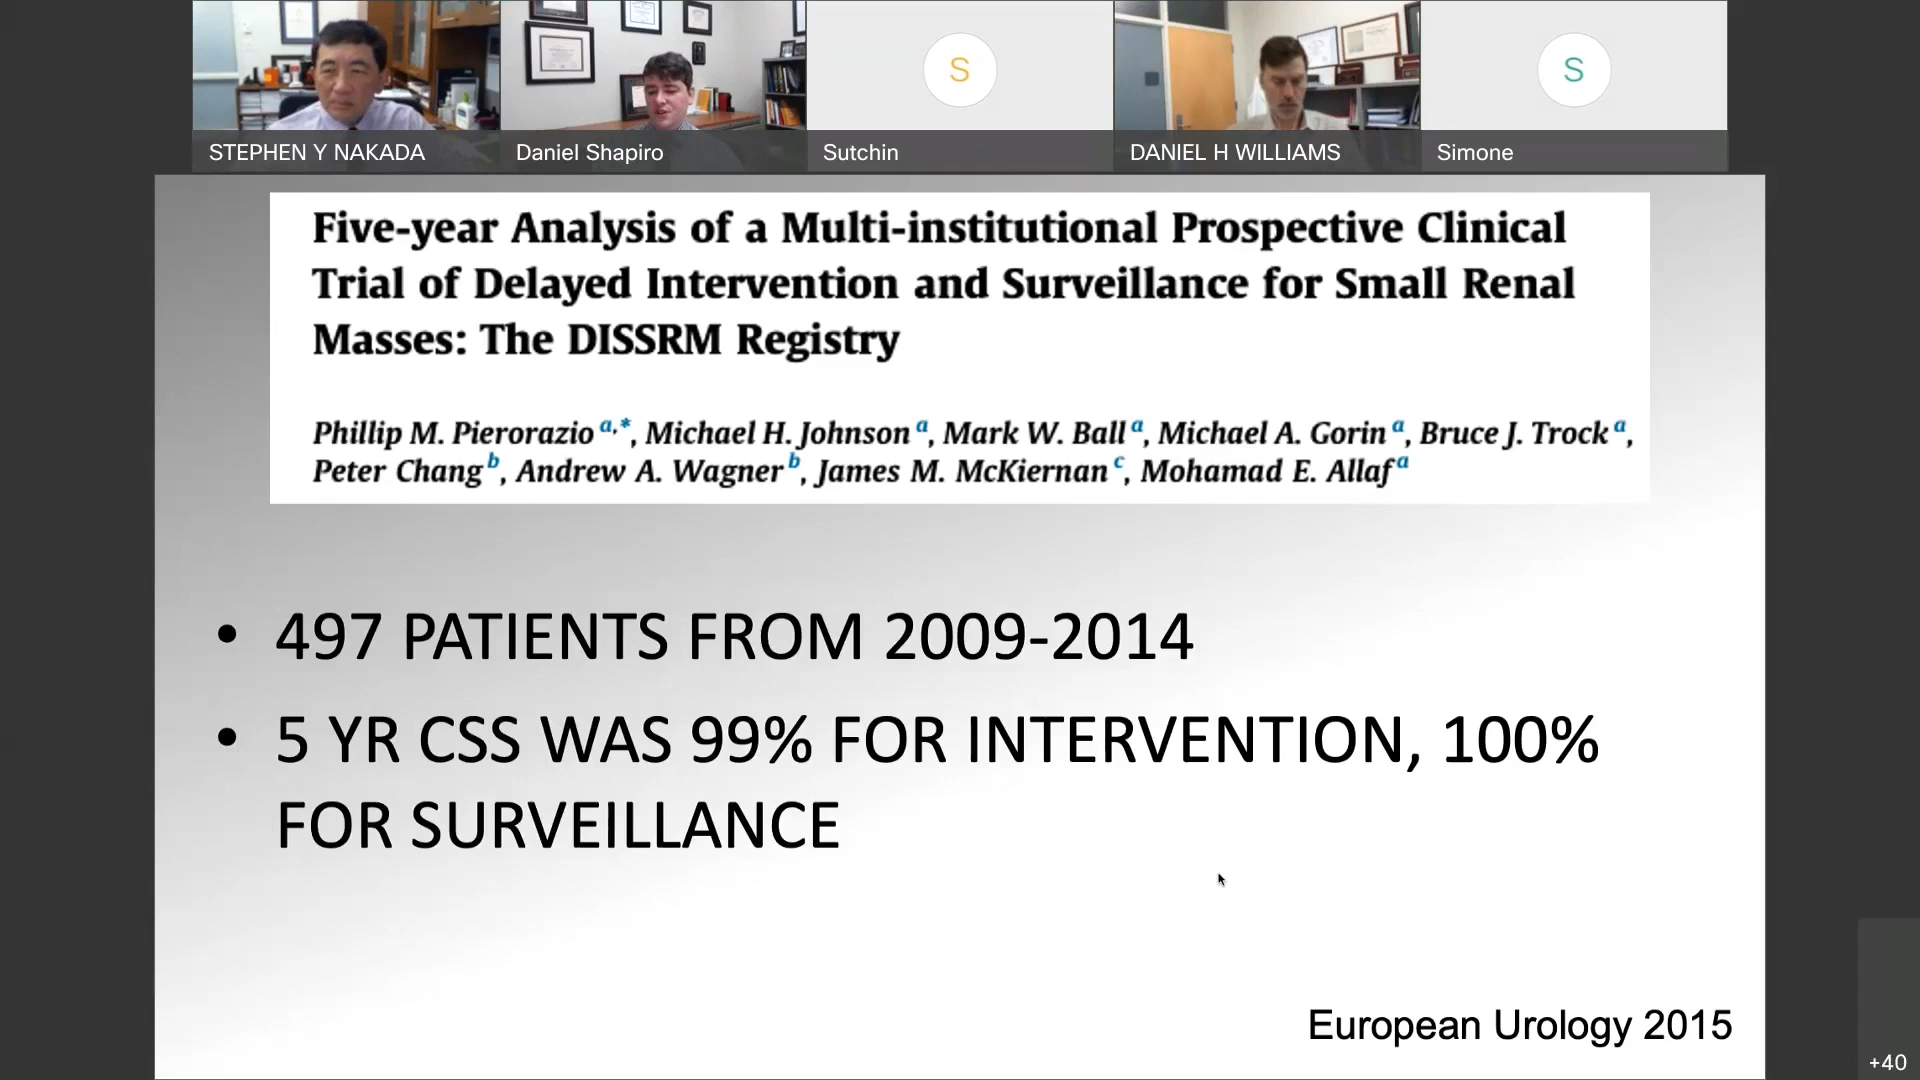 STEPHEN Y NAKADA
Daniel Shapiro
S
Sutchin
DANIEL H WILLIAMS
S
Simone
Five-year Analysis of a Multi-institutional Prospective Clinical
Trial of Delayed Intervention and Surveillance for Small Renal
Masses: The DISSRM Registry
Phillip M. Pierorazio a,*, Michael H. Johnson a, Mark W. Ball a, Michael A. Gorin a, Bruce J. Trock a,
Peter Chang b, Andrew A. Wagner b, James M. McKiernan c, Mohamad E. Allaf a
• 497 PATIENTS FROM 2009-2014
• 5 YR CSS WAS 99% FOR INTERVENTION, 100%
FOR SURVEILLANCE
European Urology 2015
+40